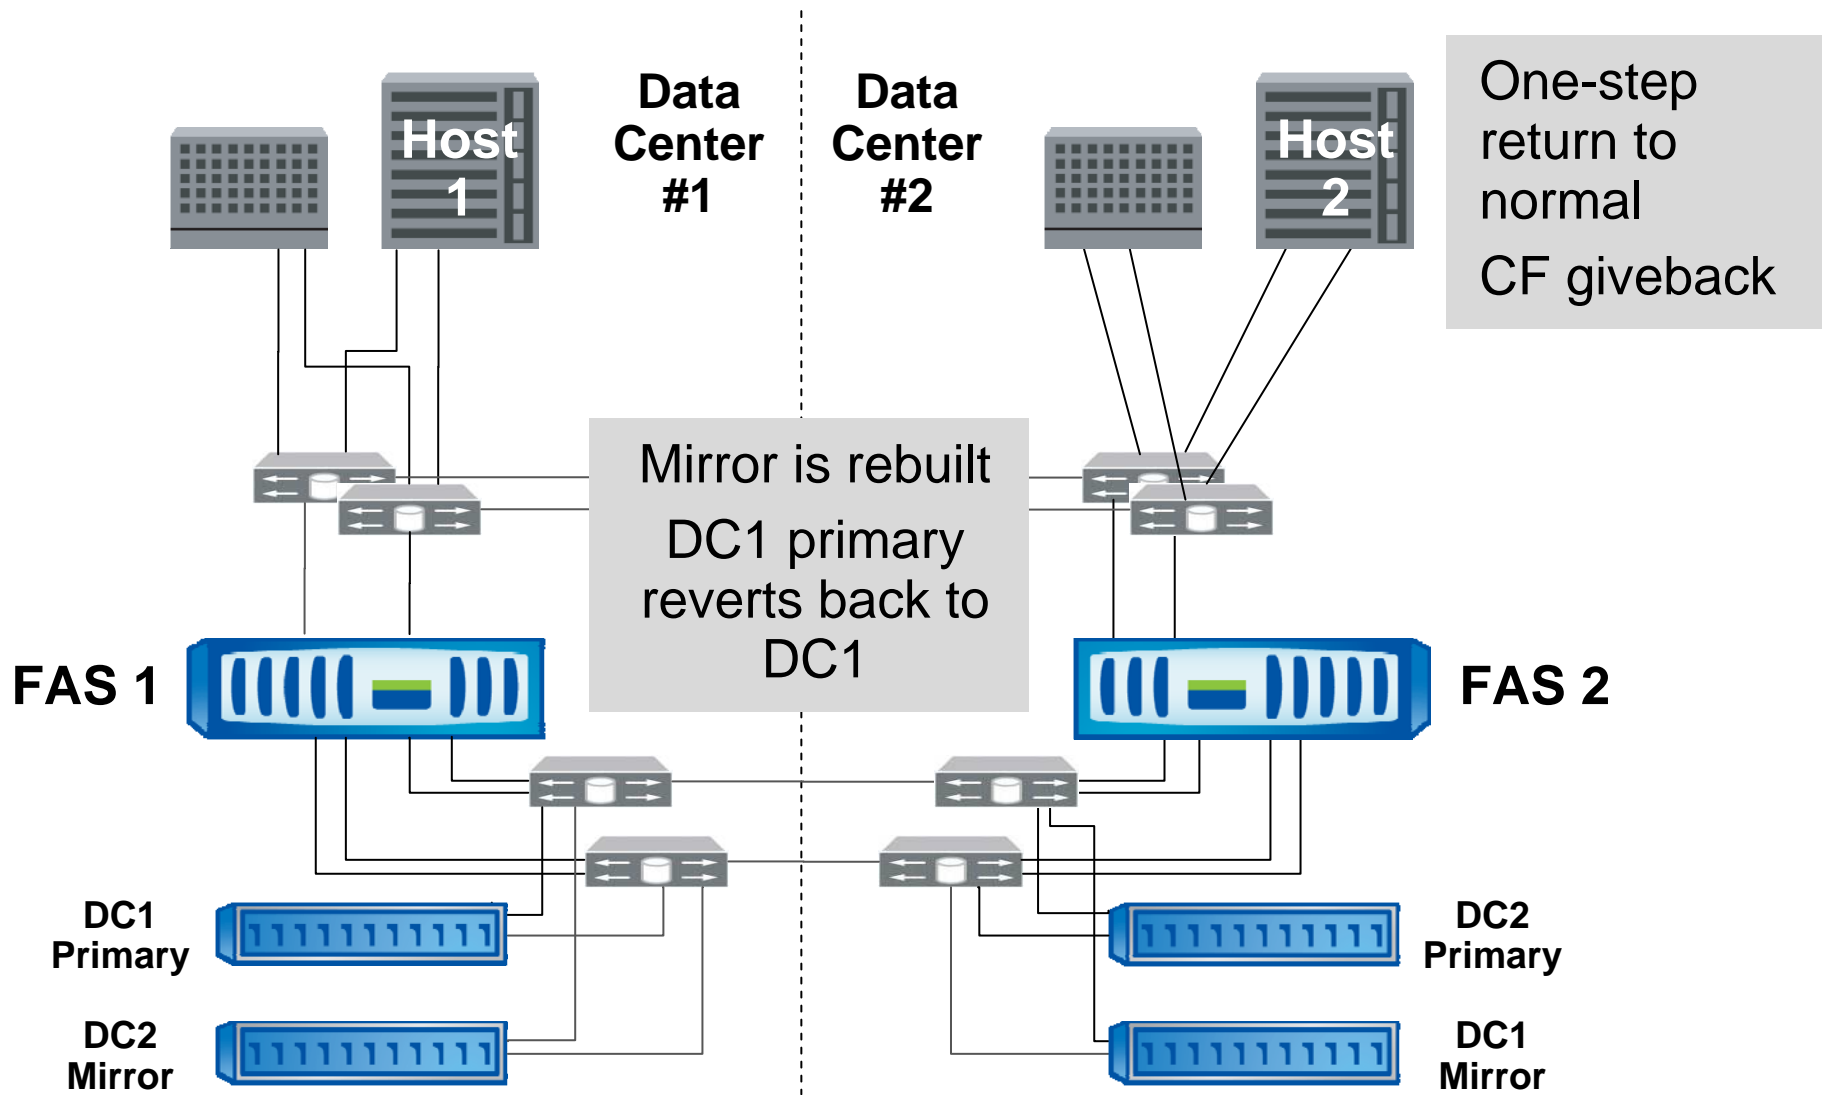 Data
Center
#1
Data
Center
#2
Host
1
Host
2
One-step
return to
normal
CF giveback
Mirror is rebuilt
DC1 primary
reverts back to
DC1
FAS 1
FAS 2
DC1
Primary
DC2
Primary
DC2
Mirror
DC1
Mirror